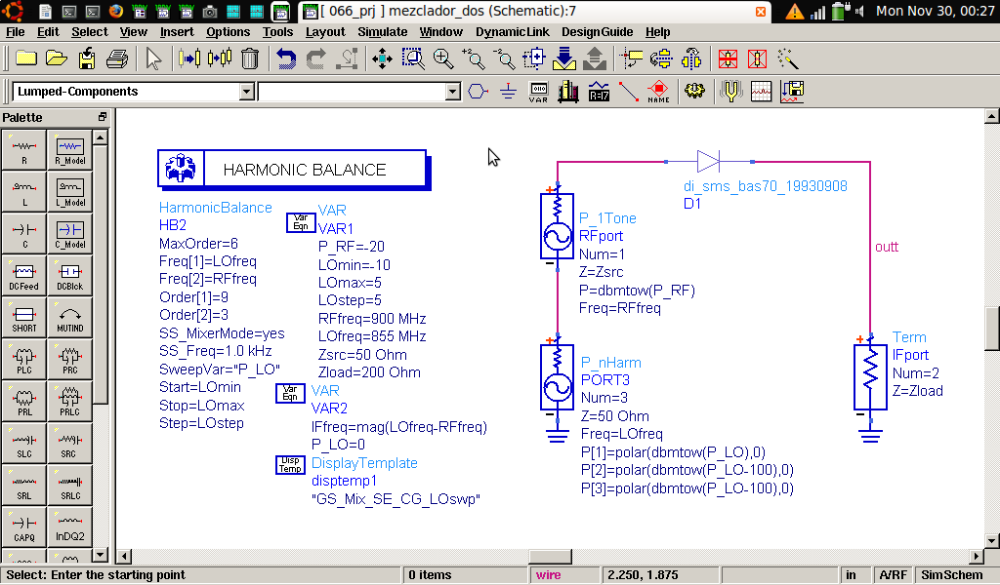 [ 066_prj ] mezclador_dos (Schematic):7
Mon Nov 30, 00:27
File Edit Select View Insert Options Tools Layout Simulate Window DynamicLink DesignGuide Help
Lumped-Components
VAR
NAME
Palette
R R_Model
L L_Model
C C_Model
DCFeed DCBlck
SHORT MUTIND
PLC PRC
PRL PRLC
SLC SRC
SRL SRLC
CAPQ InDQ2
HARMONIC BALANCE
HarmonicBalance
HB2
MaxOrder=6
Freq[1]=LOfreq
Freq[2]=RFfreq
Order[1]=9
Order[2]=3
SS_MixerMode=yes
SS_Freq=1.0 kHz
SweepVar="P_LO"
Start=LOmin
Stop=LOmax
Step=LOstep
Var
Eqn
VAR
VAR1
P_RF=-20
LOmin=-10
LOmax=5
LOstep=5
RFfreq=900 MHz
LOfreq=855 MHz
Zsrc=50 Ohm
Zload=200 Ohm
Var
Eqn
VAR
VAR2
IFfreq=mag(LOfreq-RFfreq)
P_LO=0
Disp
Temp
DisplayTemplate
disptemp1
"GS_Mix_SE_CG_LOswp"
di_sms_bas70_19930908
D1
P_1Tone
RFport
Num=1
Z=Zsrc
P=dbmtow(P_RF)
Freq=RFfreq
outt
P_nHarm
PORT3
Num=3
Z=50 Ohm
Freq=LOfreq
P[1]=polar(dbmtow(P_LO),0)
P[2]=polar(dbmtow(P_LO-100),0)
P[3]=polar(dbmtow(P_LO-100),0)
Term
IFport
Num=2
Z=Zload
Select: Enter the starting point 0 items wire 2.250, 1.875 in A/RF SimSchem